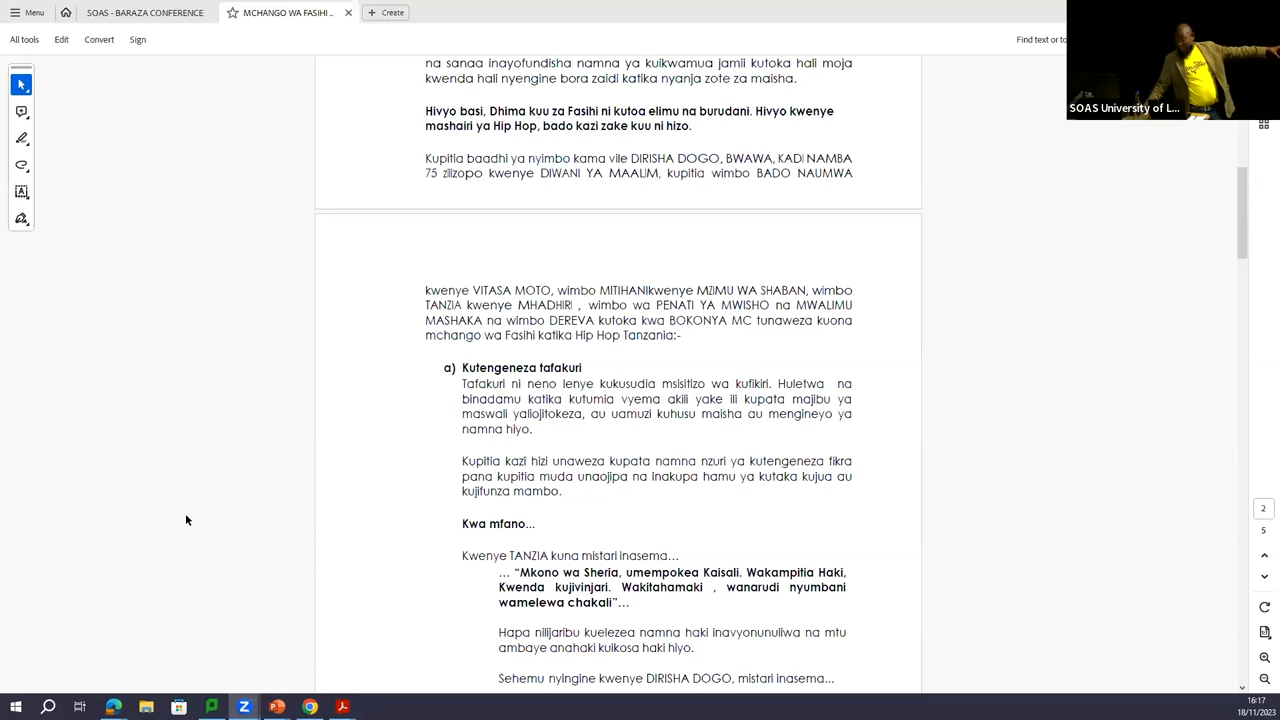 Menu
SOAS - BARAZA CONFERENCE
MCHANGO WA FASIHI ...
Create
All tools
Edit
Convert
Sign
Find text or to
SOAS University of L...
na sanaa inayofundisha namna ya kuikwamua jamii kutoka hali moja
kwenda hali nyengine bora zaidi katika nyanja zote za maisha.
Hivyo basi, Dhima kuu za Fasihi ni kutoa elimu na burudani. Hivyo kwenye
mashairi ya Hip Hop, bado kazi zake kuu ni hizo.
Kupitia baadhi ya nyimbo kama vile DIRISHA DOGO, BWAWA, KADI NAMBA
75 zilizopo kwenye DIWANI YA MAALIM, kupitia wimbo BADO NAUMWA
kwenye VITASA MOTO, wimbo MITIHANIkwenye MZIMU WA SHABAN, wimbo
TANZIA kwenye MHADHIRI , wimbo wa PENATI YA MWISHO na MWALIMU
MASHAKA na wimbo DEREVA kutoka kwa BOKONYA MC tunaweza kuona
mchango wa Fasihi katika Hip Hop Tanzania:-
a) Kutengeneza tafakuri
Tafakuri ni neno lenye kukusudia msisitizo wa kufikiri. Huletwa na
binadamu katika kutumia vyema akili yake ili kupata majibu ya
maswali yaliojitokeza, au uamuzi kuhusu maisha au mengineyo ya
namna hiyo.
Kupitia kazi hizi unaweza kupata namna nzuri ya kutengeneza fikra
pana kupitia muda unaojipa na inakupa hamu ya kutaka kujua au
kujifunza mambo.
Kwa mfano...
Kwenye TANZIA kuna mistari inasema...
... “Mkono wa Sheria, umempokea Kaisali. Wakampitia Haki,
Kwenda kujivinjari. Wakitahamaki , wanarudi nyumbani
wamelewa chakali”...
Hapa nilijaribu kuelezea namna haki inavyonunuliwa na mtu
ambaye anahaki kuikosa haki hiyo.
Sehemu nyingine kwenye DIRISHA DOGO, mistari inasema...
2
5
16:17
18/11/2023